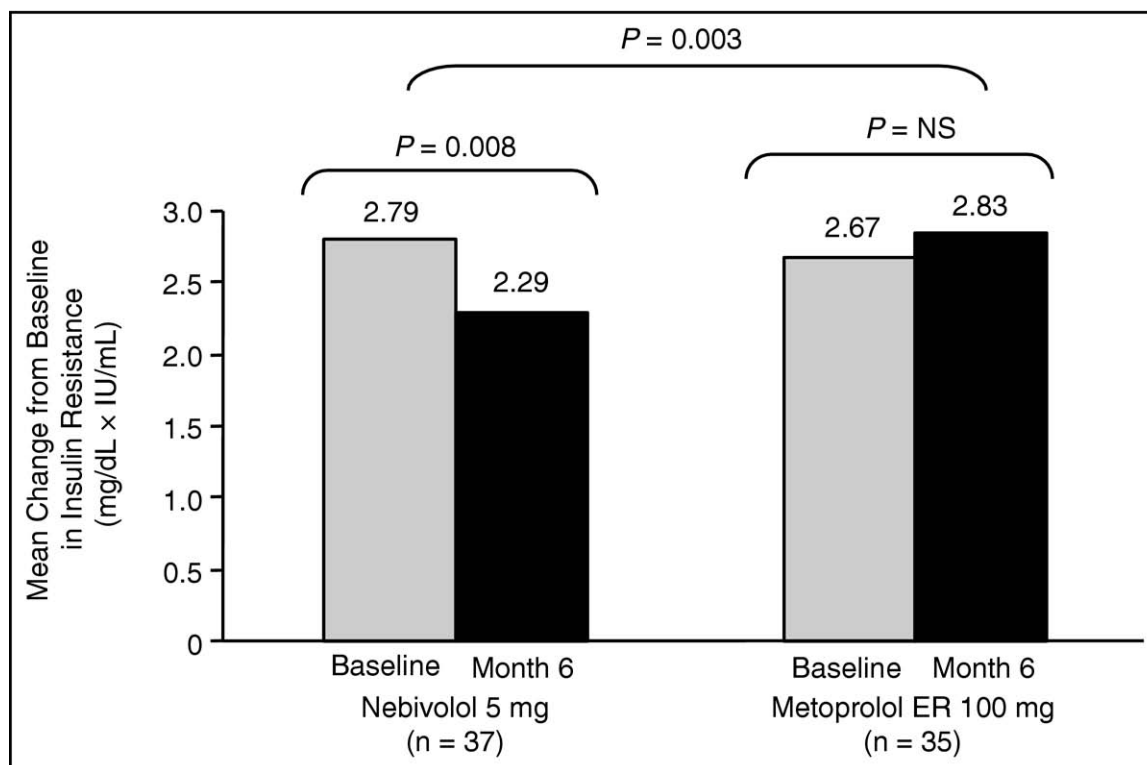 P = 0.003
P = 0.008
P = NS
Mean Change from Baseline
in Insulin Resistance
(mg/dL × IU/mL)
3.0
2.5
2.0
1.5
1.0
0.5
0
2.79
2.29
2.67
2.83
Baseline
Month 6
Baseline
Month 6
Nebivolol 5 mg
(n = 37)
Metoprolol ER 100 mg
(n = 35)